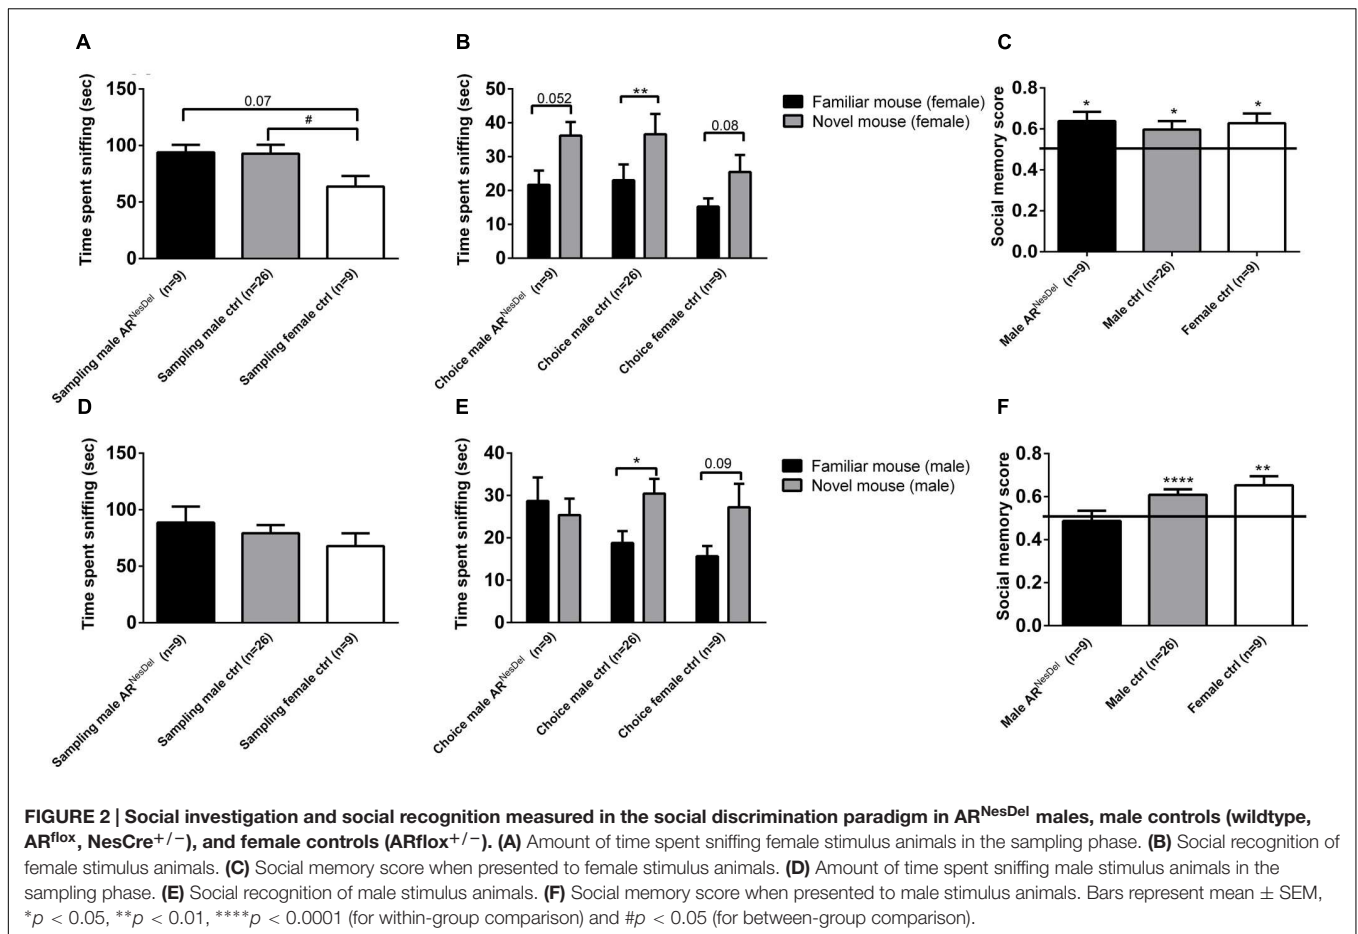 A
Time spent sniffing (sec)
150
100
50
0
0.07
#
Sampling male AR^NesDel (n=9)
Sampling male ctrl (n=26)
Sampling female ctrl (n=9)
B
Time spent sniffing (sec)
50
40
30
20
10
0
0.052
**
0.08
Choice male AR^NesDel (n=9)
Choice male ctrl (n=26)
Choice female ctrl (n=9)
Familiar mouse (female)
Novel mouse (female)
C
Social memory score
0.8
0.6
0.4
0.2
0.0
*
*
*
Male AR^NesDel (n=9)
Male ctrl (n=26)
Female ctrl (n=9)
D
Time spent sniffing (sec)
150
100
50
0
Sampling male AR^NesDel (n=9)
Sampling male ctrl (n=26)
Sampling female ctrl (n=9)
E
Time spent sniffing (sec)
40
30
20
10
0
*
0.09
Choice male AR^NesDel (n=9)
Choice male ctrl (n=26)
Choice female ctrl (n=9)
Familiar mouse (male)
Novel mouse (male)
F
Social memory score
0.8
0.6
0.4
0.2
0.0
****
**
Male AR^NesDel (n=9)
Male ctrl (n=26)
Female ctrl (n=9)
FIGURE 2 | Social investigation and social recognition measured in the social discrimination paradigm in AR^NesDel males, male controls (wildtype,
AR^flox, NesCre^+/−), and female controls (ARflox^+/−). (A) Amount of time spent sniffing female stimulus animals in the sampling phase. (B) Social recognition of
female stimulus animals. (C) Social memory score when presented to female stimulus animals. (D) Amount of time spent sniffing male stimulus animals in the
sampling phase. (E) Social recognition of male stimulus animals. (F) Social memory score when presented to male stimulus animals. Bars represent mean ± SEM,
*p < 0.05, **p < 0.01, ****p < 0.0001 (for within-group comparison) and #p < 0.05 (for between-group comparison).